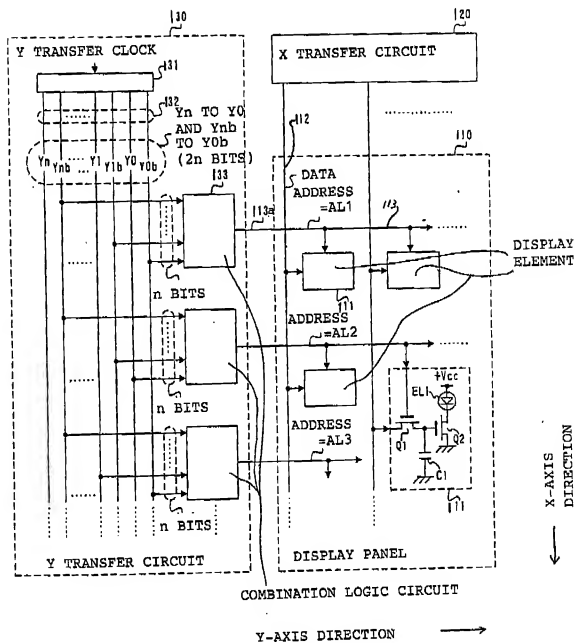 130
Y TRANSFER CLOCK
131
132
Yn TO Y0
AND Ynb
TO Y0b
(2n BITS)
Yn Ynb ... Y1 Y1b Y0 Y0b
133
n BITS
n BITS
n BITS
Y TRANSFER CIRCUIT
120
X TRANSFER CIRCUIT
112
110
DATA
ADDRESS
=AL1
113a
113
111
DISPLAY
ELEMENT
ADDRESS
=AL2
+Vcc
EL1
Q1
Q2
C1
111
ADDRESS
=AL3
DISPLAY PANEL
X-AXIS
DIRECTION
COMBINATION LOGIC CIRCUIT
Y-AXIS DIRECTION